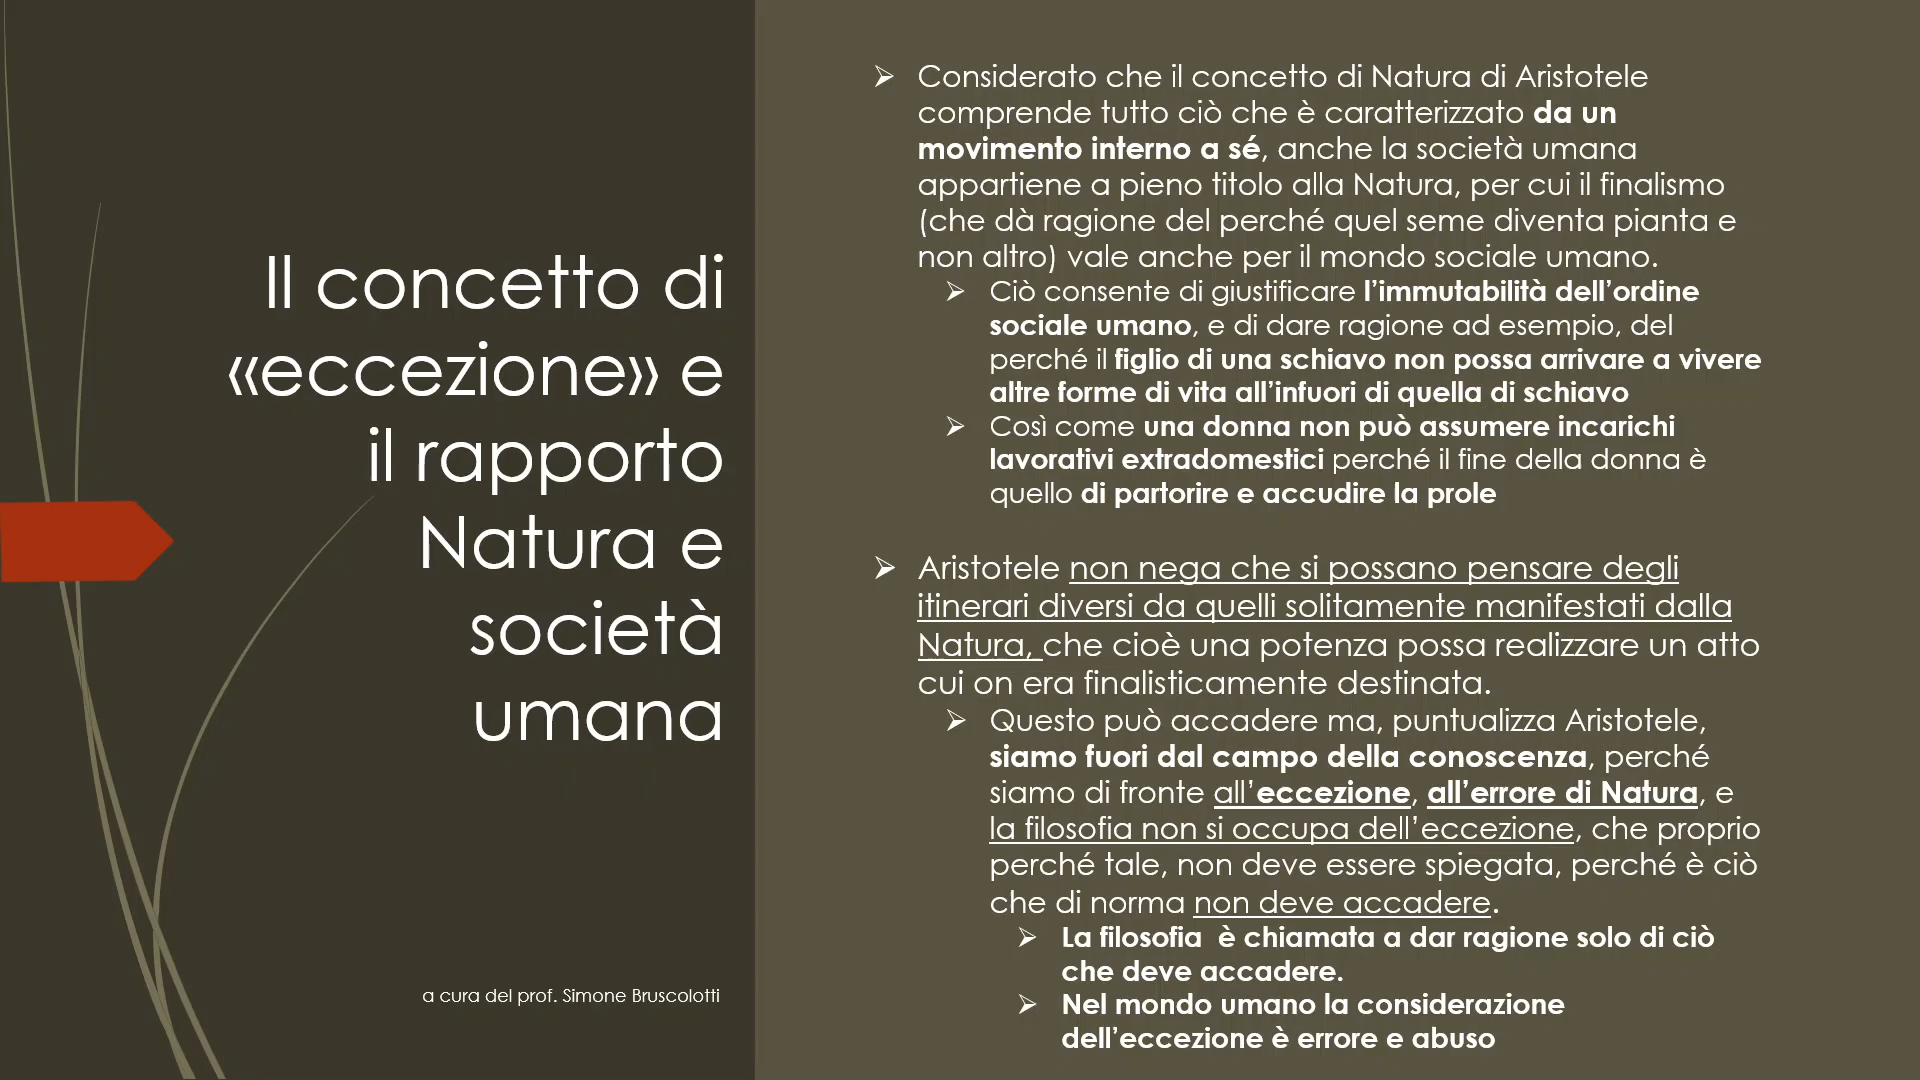 Il concetto di
«eccezione» e
il rapporto
Natura e
società
umana
a cura del prof. Simone Bruscolotti
➢ Considerato che il concetto di Natura di Aristotele
comprende tutto ciò che è caratterizzato da un
movimento interno a sé, anche la società umana
appartiene a pieno titolo alla Natura, per cui il finalismo
(che dà ragione del perché quel seme diventa pianta e
non altro) vale anche per il mondo sociale umano.
➢ Ciò consente di giustificare l’immutabilità dell’ordine
sociale umano, e di dare ragione ad esempio, del
perché il figlio di una schiavo non possa arrivare a vivere
altre forme di vita all’infuori di quella di schiavo
➢ Così come una donna non può assumere incarichi
lavorativi extradomestici perché il fine della donna è
quello di partorire e accudire la prole
➢ Aristotele non nega che si possano pensare degli
itinerari diversi da quelli solitamente manifestati dalla
Natura, che cioè una potenza possa realizzare un atto
cui on era finalisticamente destinata.
➢ Questo può accadere ma, puntualizza Aristotele,
siamo fuori dal campo della conoscenza, perché
siamo di fronte all’eccezione, all’errore di Natura, e
la filosofia non si occupa dell’eccezione, che proprio
perché tale, non deve essere spiegata, perché è ciò
che di norma non deve accadere.
➢ La filosofia  è chiamata a dar ragione solo di ciò
che deve accadere.
➢ Nel mondo umano la considerazione
dell’eccezione è errore e abuso